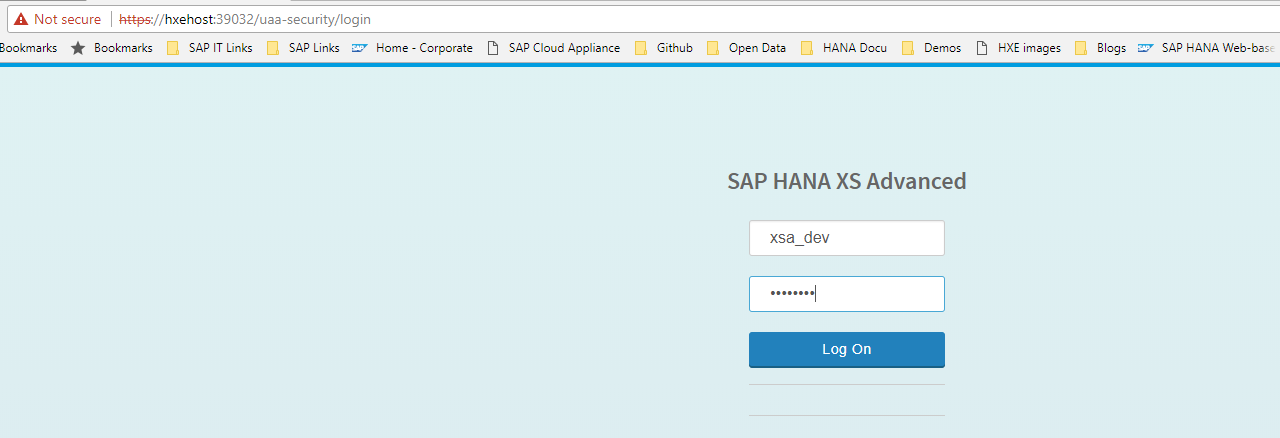 Not secure https://hxehost:39032/uaa-security/login
Bookmarks Bookmarks SAP IT Links SAP Links Home - Corporate SAP Cloud Appliance Github Open Data HANA Docu Demos HXE images Blogs SAP HANA Web-base
SAP HANA XS Advanced
xsa_dev
••••••••
Log On